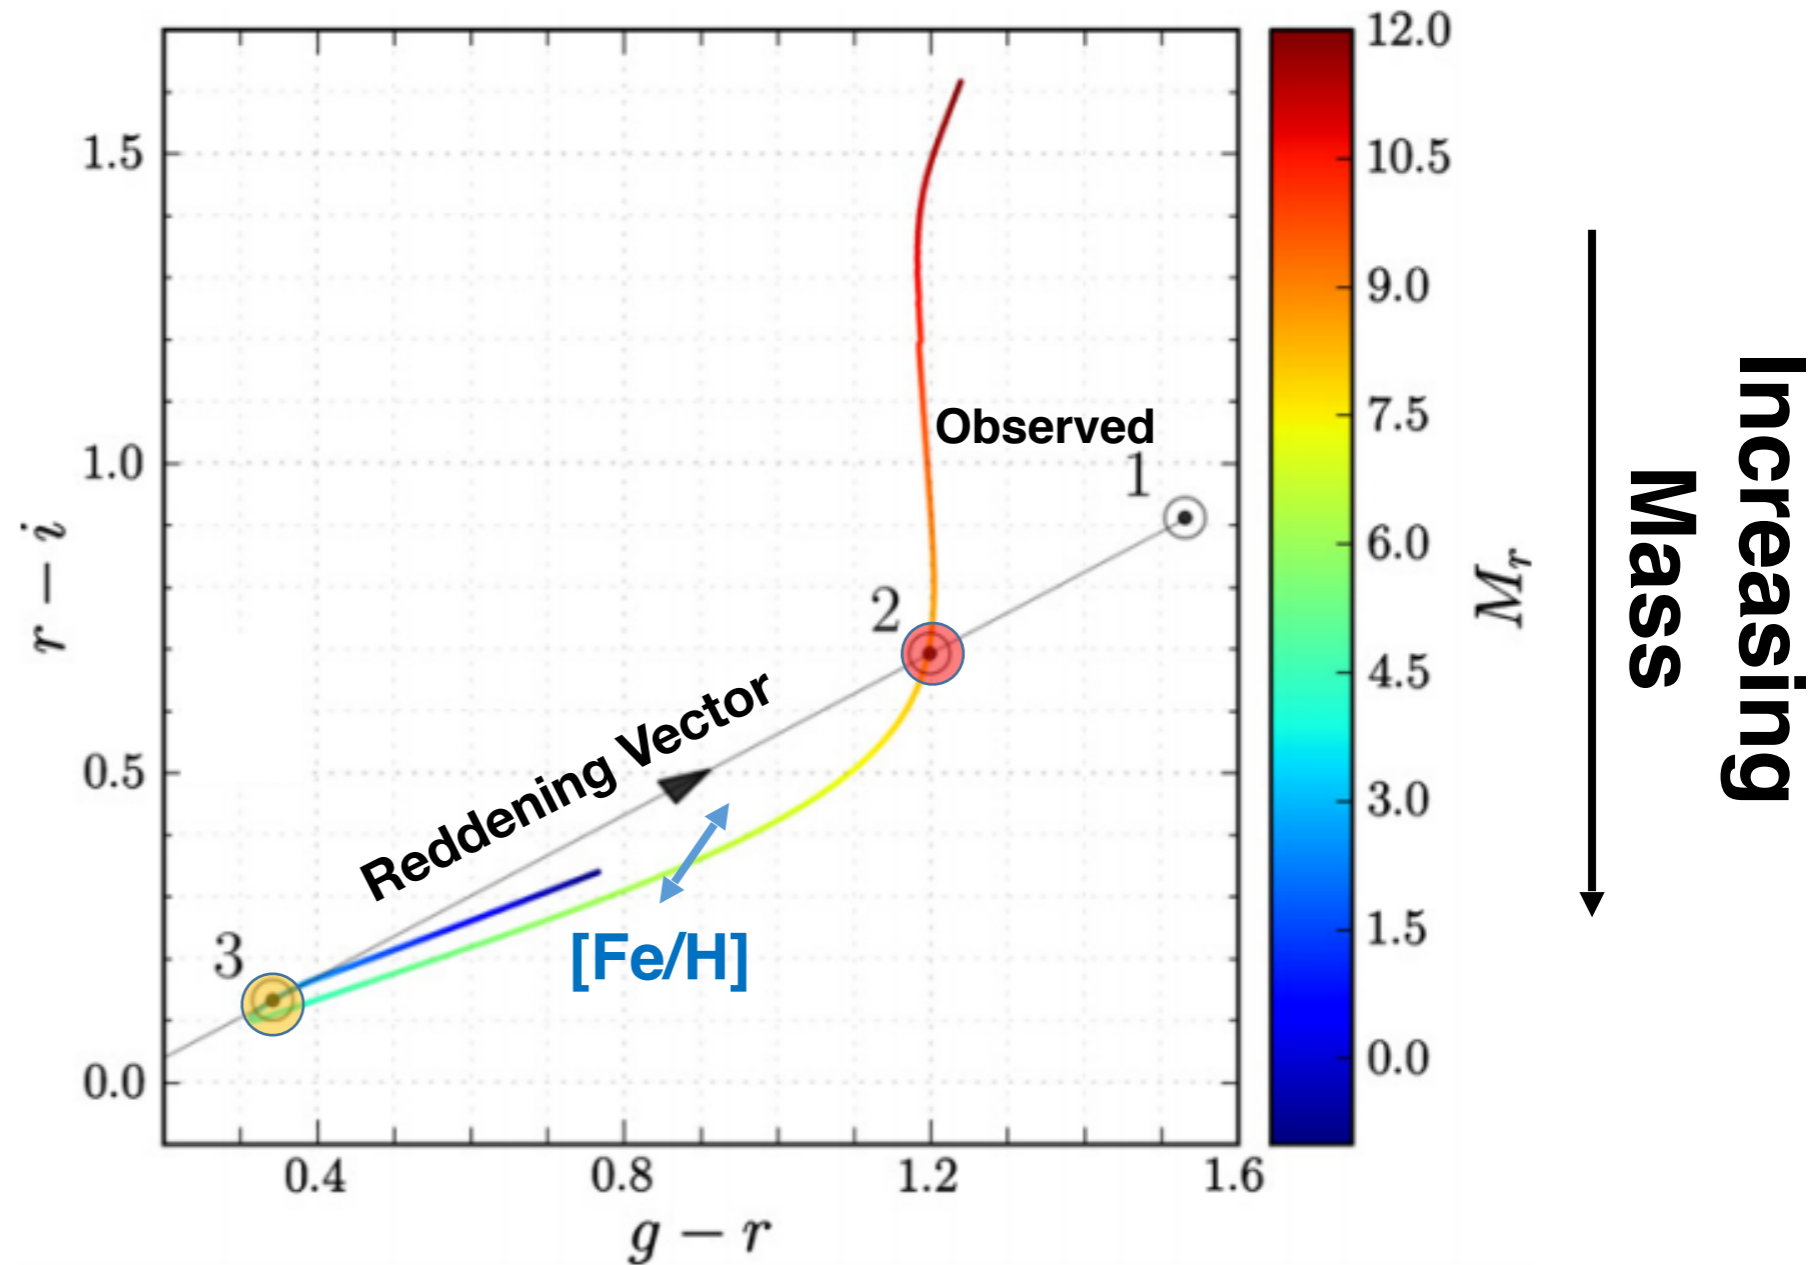 1.5
1.0
0.5
0.0
r − i
0.4
0.8
1.2
1.6
g − r
Observed
1
2
3
Reddening Vector
[Fe/H]
12.0
10.5
9.0
7.5
6.0
4.5
3.0
1.5
0.0
M_r
Increasing
Mass